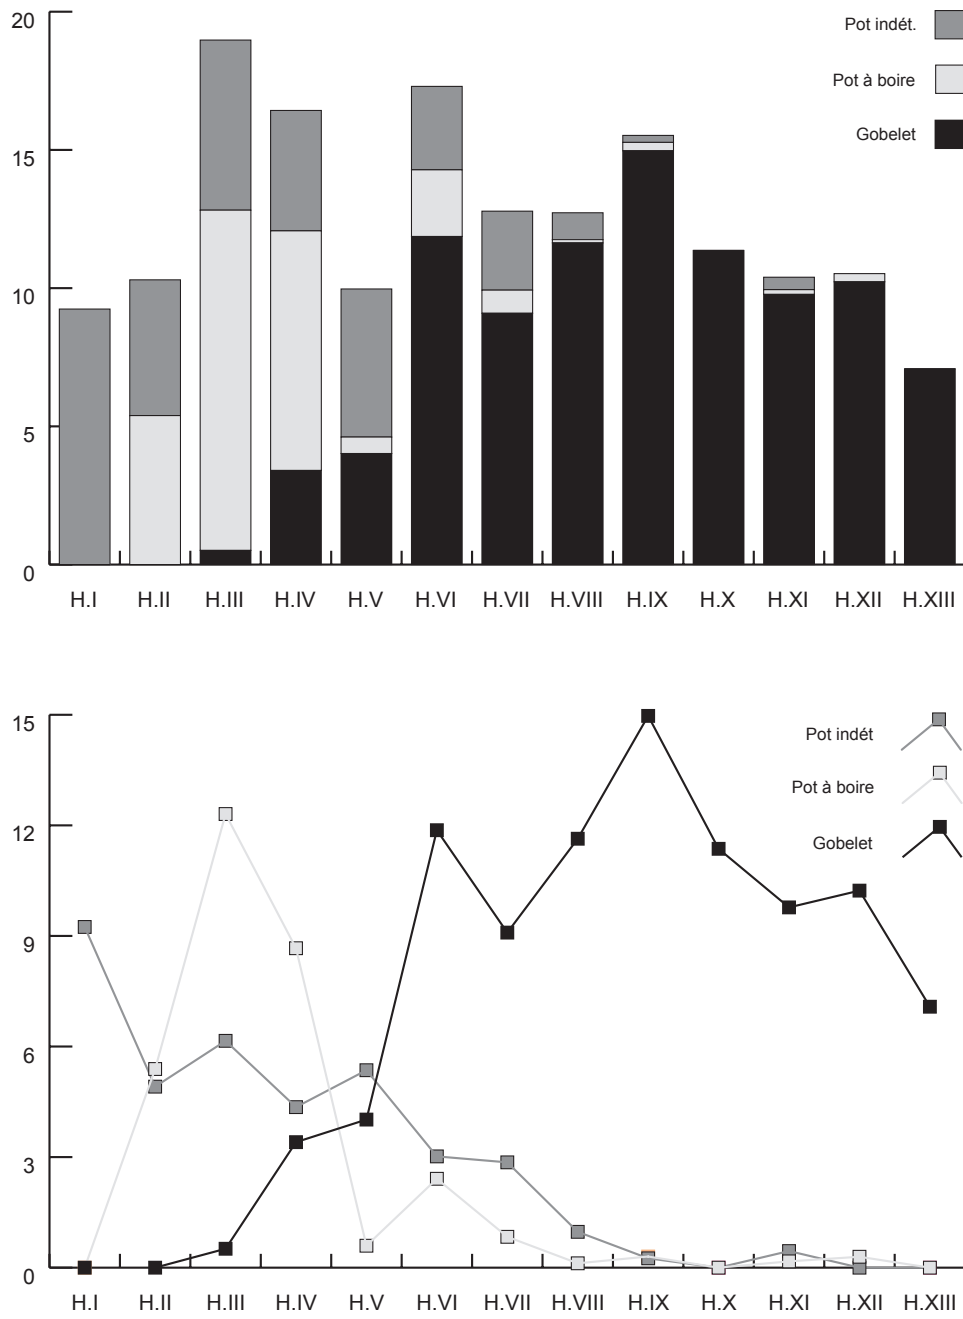 20
Pot indét.
Pot à boire
Gobelet
15
10
5
0
H.I H.II H.III H.IV H.V H.VI H.VII H.VIII H.IX H.X H.XI H.XII H.XIII
15
Pot indét
Pot à boire
12
Gobelet
9
6
3
0
H.I H.II H.III H.IV H.V H.VI H.VII H.VIII H.IX H.X H.XI H.XII H.XIII